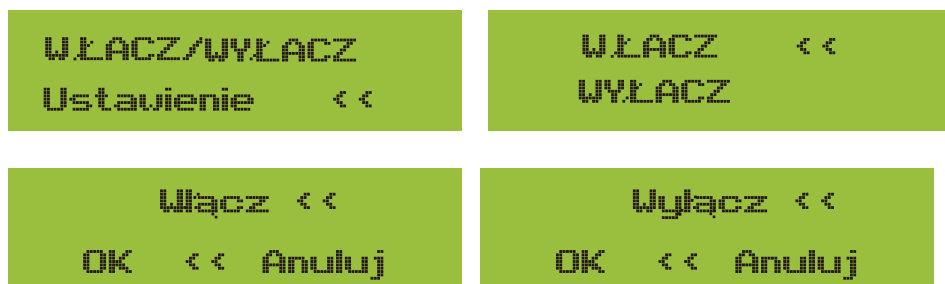 WŁACZ/WYŁACZ
Ustawienie <<
WŁACZ <<
WYŁACZ
Włącz <<
OK << Anuluj
Wyłącz <<
OK << Anuluj